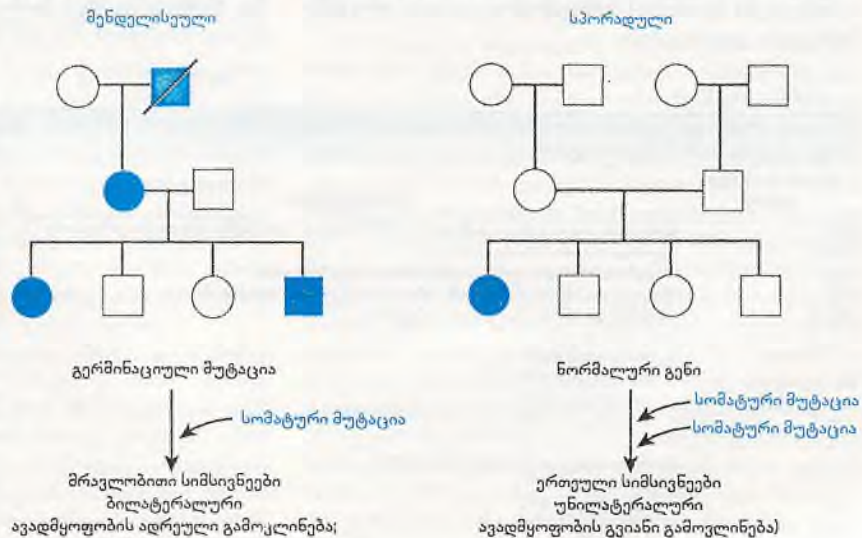 მენდელისეული
გერმინაციული მუტაცია
სომატური მუტაცია
მრავლობითი სიმსივნეები
ბილატერალური
ავადმყოფობის ადრეული გამოკლინება;
სპორადული
ნორმალური გენი
სომატური მუტაცია
სომატური მუტაცია
ერთეული სიმსივნეები
უნილატერალური
ავადმყოფობის გვიანი გამოვლინება)